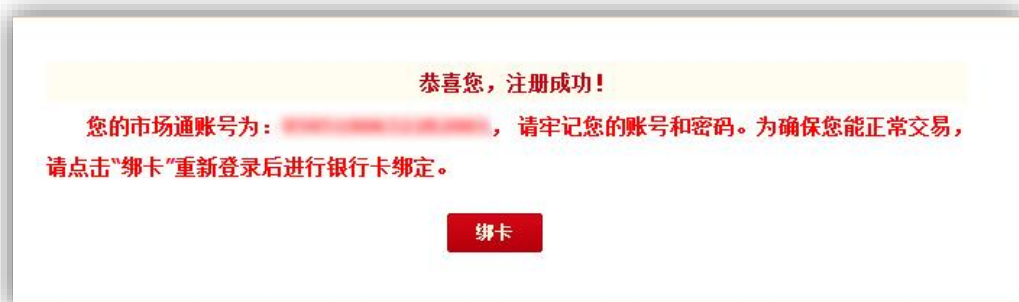 恭喜您，注册成功！
您的市场通账号为： ，请牢记您的账号和密码。为确保您能正常交易，
请点击“绑卡”重新登录后进行银行卡绑定。
绑卡